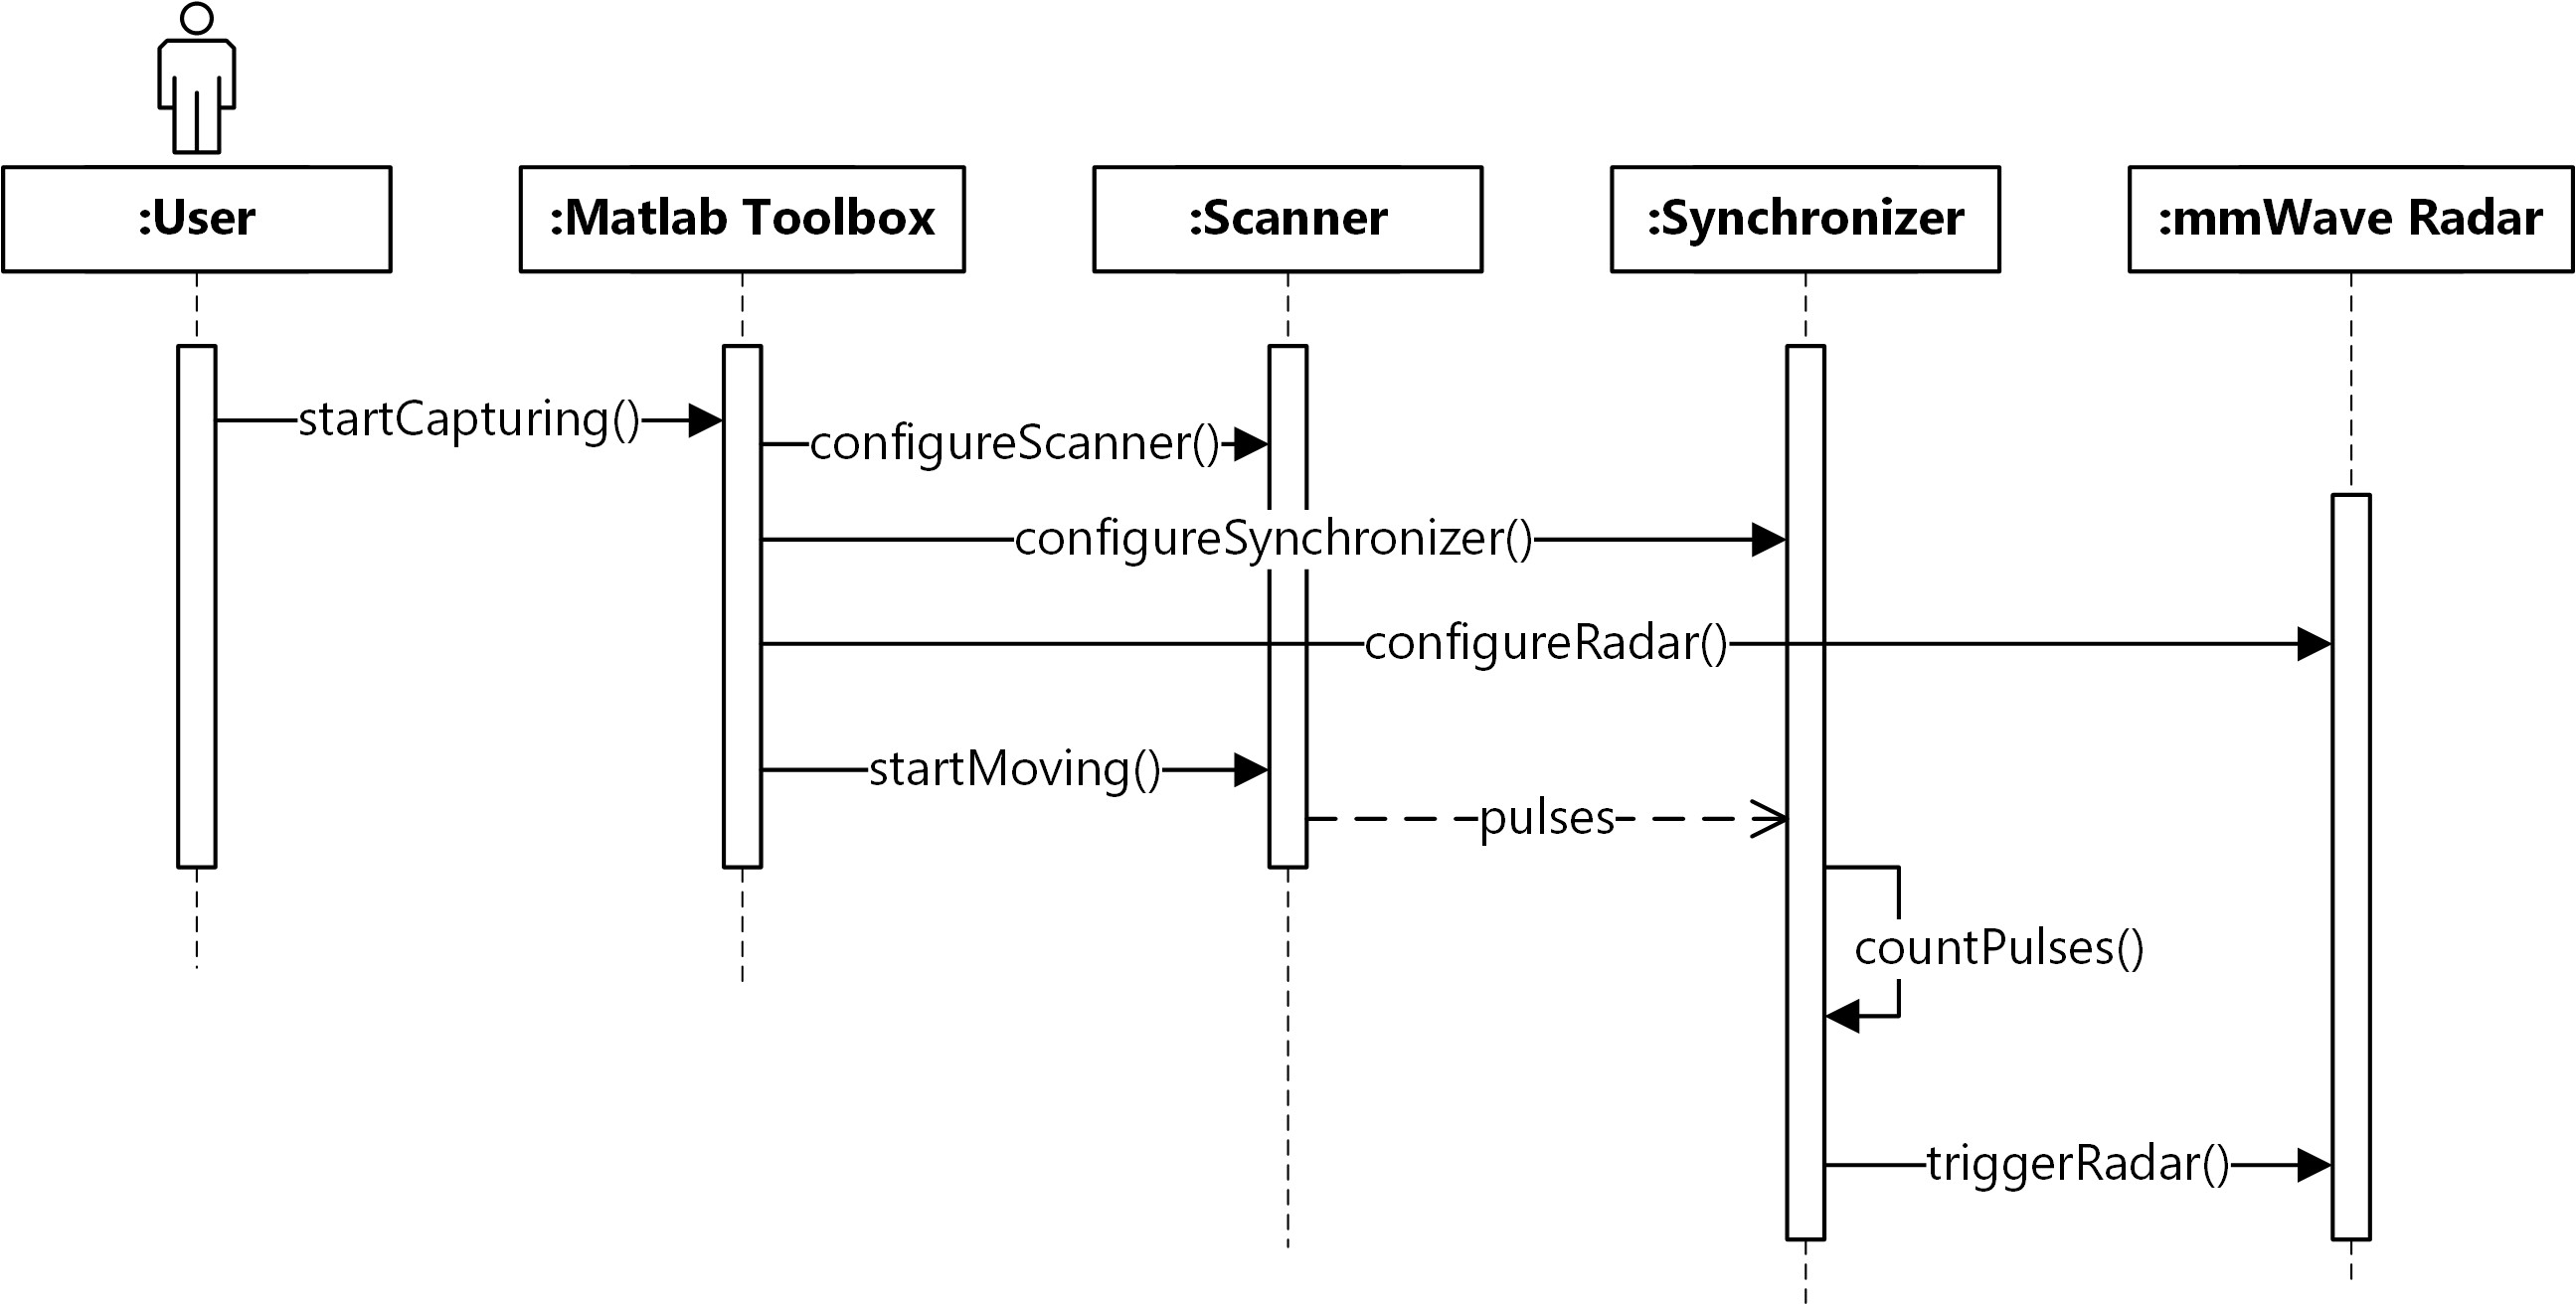 :User
:Matlab Toolbox
:Scanner
:Synchronizer
:mmWave Radar
startCapturing()
configureScanner()
configureSynchronizer()
configureRadar()
startMoving()
pulses
countPulses()
triggerRadar()